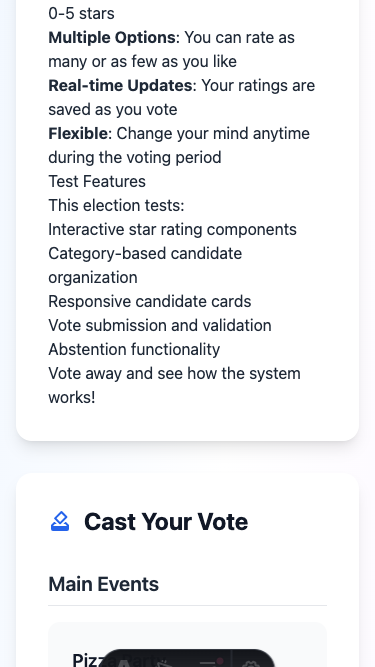 0-5 stars
Multiple Options: You can rate as
many or as few as you like
Real-time Updates: Your ratings are
saved as you vote
Flexible: Change your mind anytime
during the voting period
Test Features
This election tests:
Interactive star rating components
Category-based candidate
organization
Responsive candidate cards
Vote submission and validation
Abstention functionality
Vote away and see how the system
works!
Cast Your Vote
Main Events